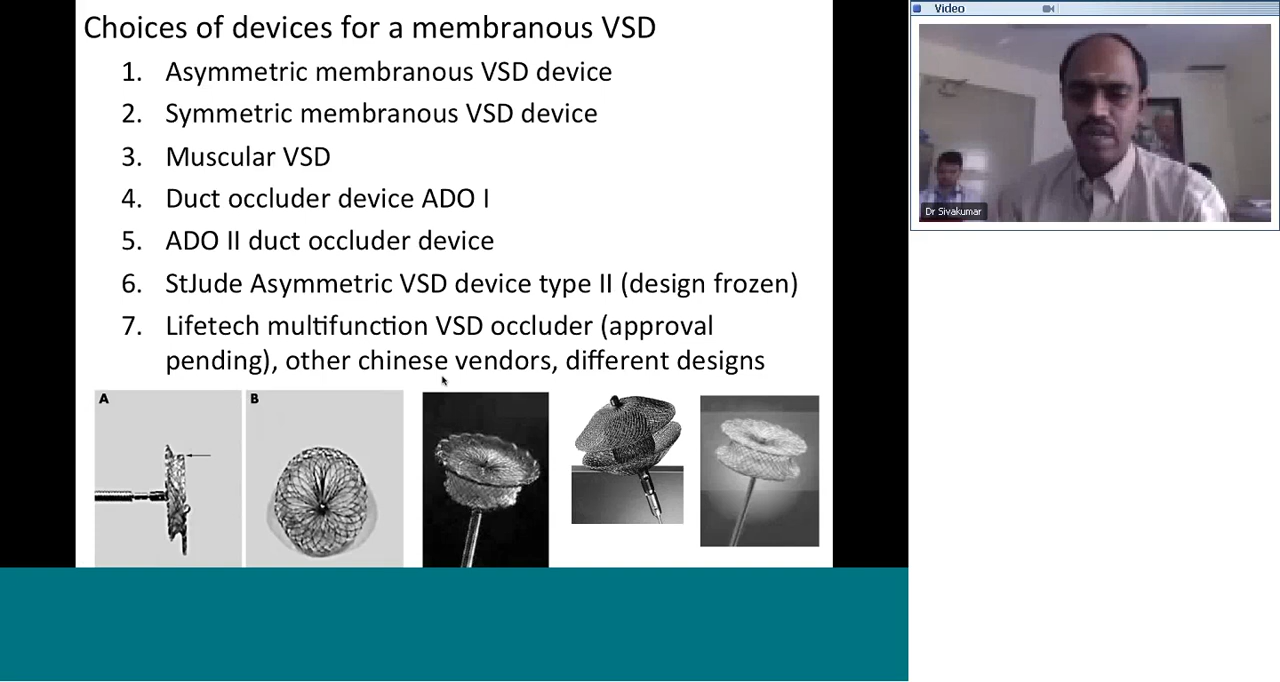 Choices of devices for a membranous VSD
1. Asymmetric membranous VSD device
2. Symmetric membranous VSD device
3. Muscular VSD
4. Duct occluder device ADO I
5. ADO II duct occluder device
6. StJude Asymmetric VSD device type II (design frozen)
7. Lifetech multifunction VSD occluder (approval
pending), other chinese vendors, different designs
A
B
Video
Dr Sivakumar